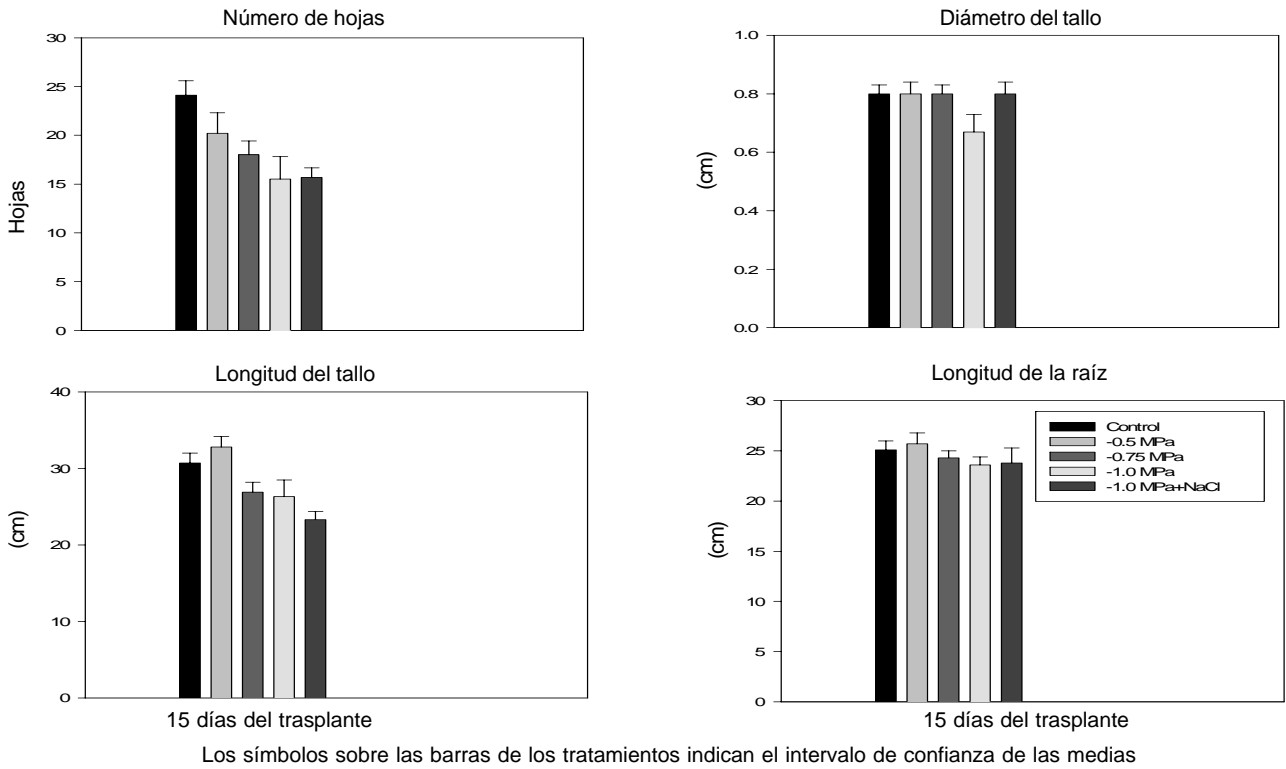 Número de hojas
30
25
20
15
10
5
0
Hojas
Diámetro del tallo
1.0
0.8
0.6
0.4
0.2
0.0
(cm)
Longitud del tallo
40
30
20
10
0
(cm)
15 días del trasplante
Longitud de la raíz
30
25
20
15
10
5
0
(cm)
Control
-0.5 MPa
-0.75 MPa
-1.0 MPa
-1.0 MPa+NaCl
15 días del trasplante
Los símbolos sobre las barras de los tratamientos indican el intervalo de confianza de las medias